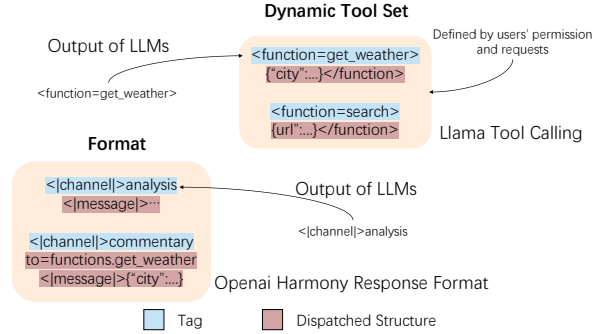 Dynamic Tool Set
Output of LLMs
<function=get_weather>
<function=get_weather>
{“city”:...}</function>
<function=search>
{url”:...}</function>
Defined by users’ permission
and requests
Llama Tool Calling
Format
<|channel|>analysis
<|message|>...
<|channel|>commentary
to=functions.get_weather
<|message|>{“city”:...}
Output of LLMs
<|channel|>analysis
Openai Harmony Response Format
Tag
Dispatched Structure